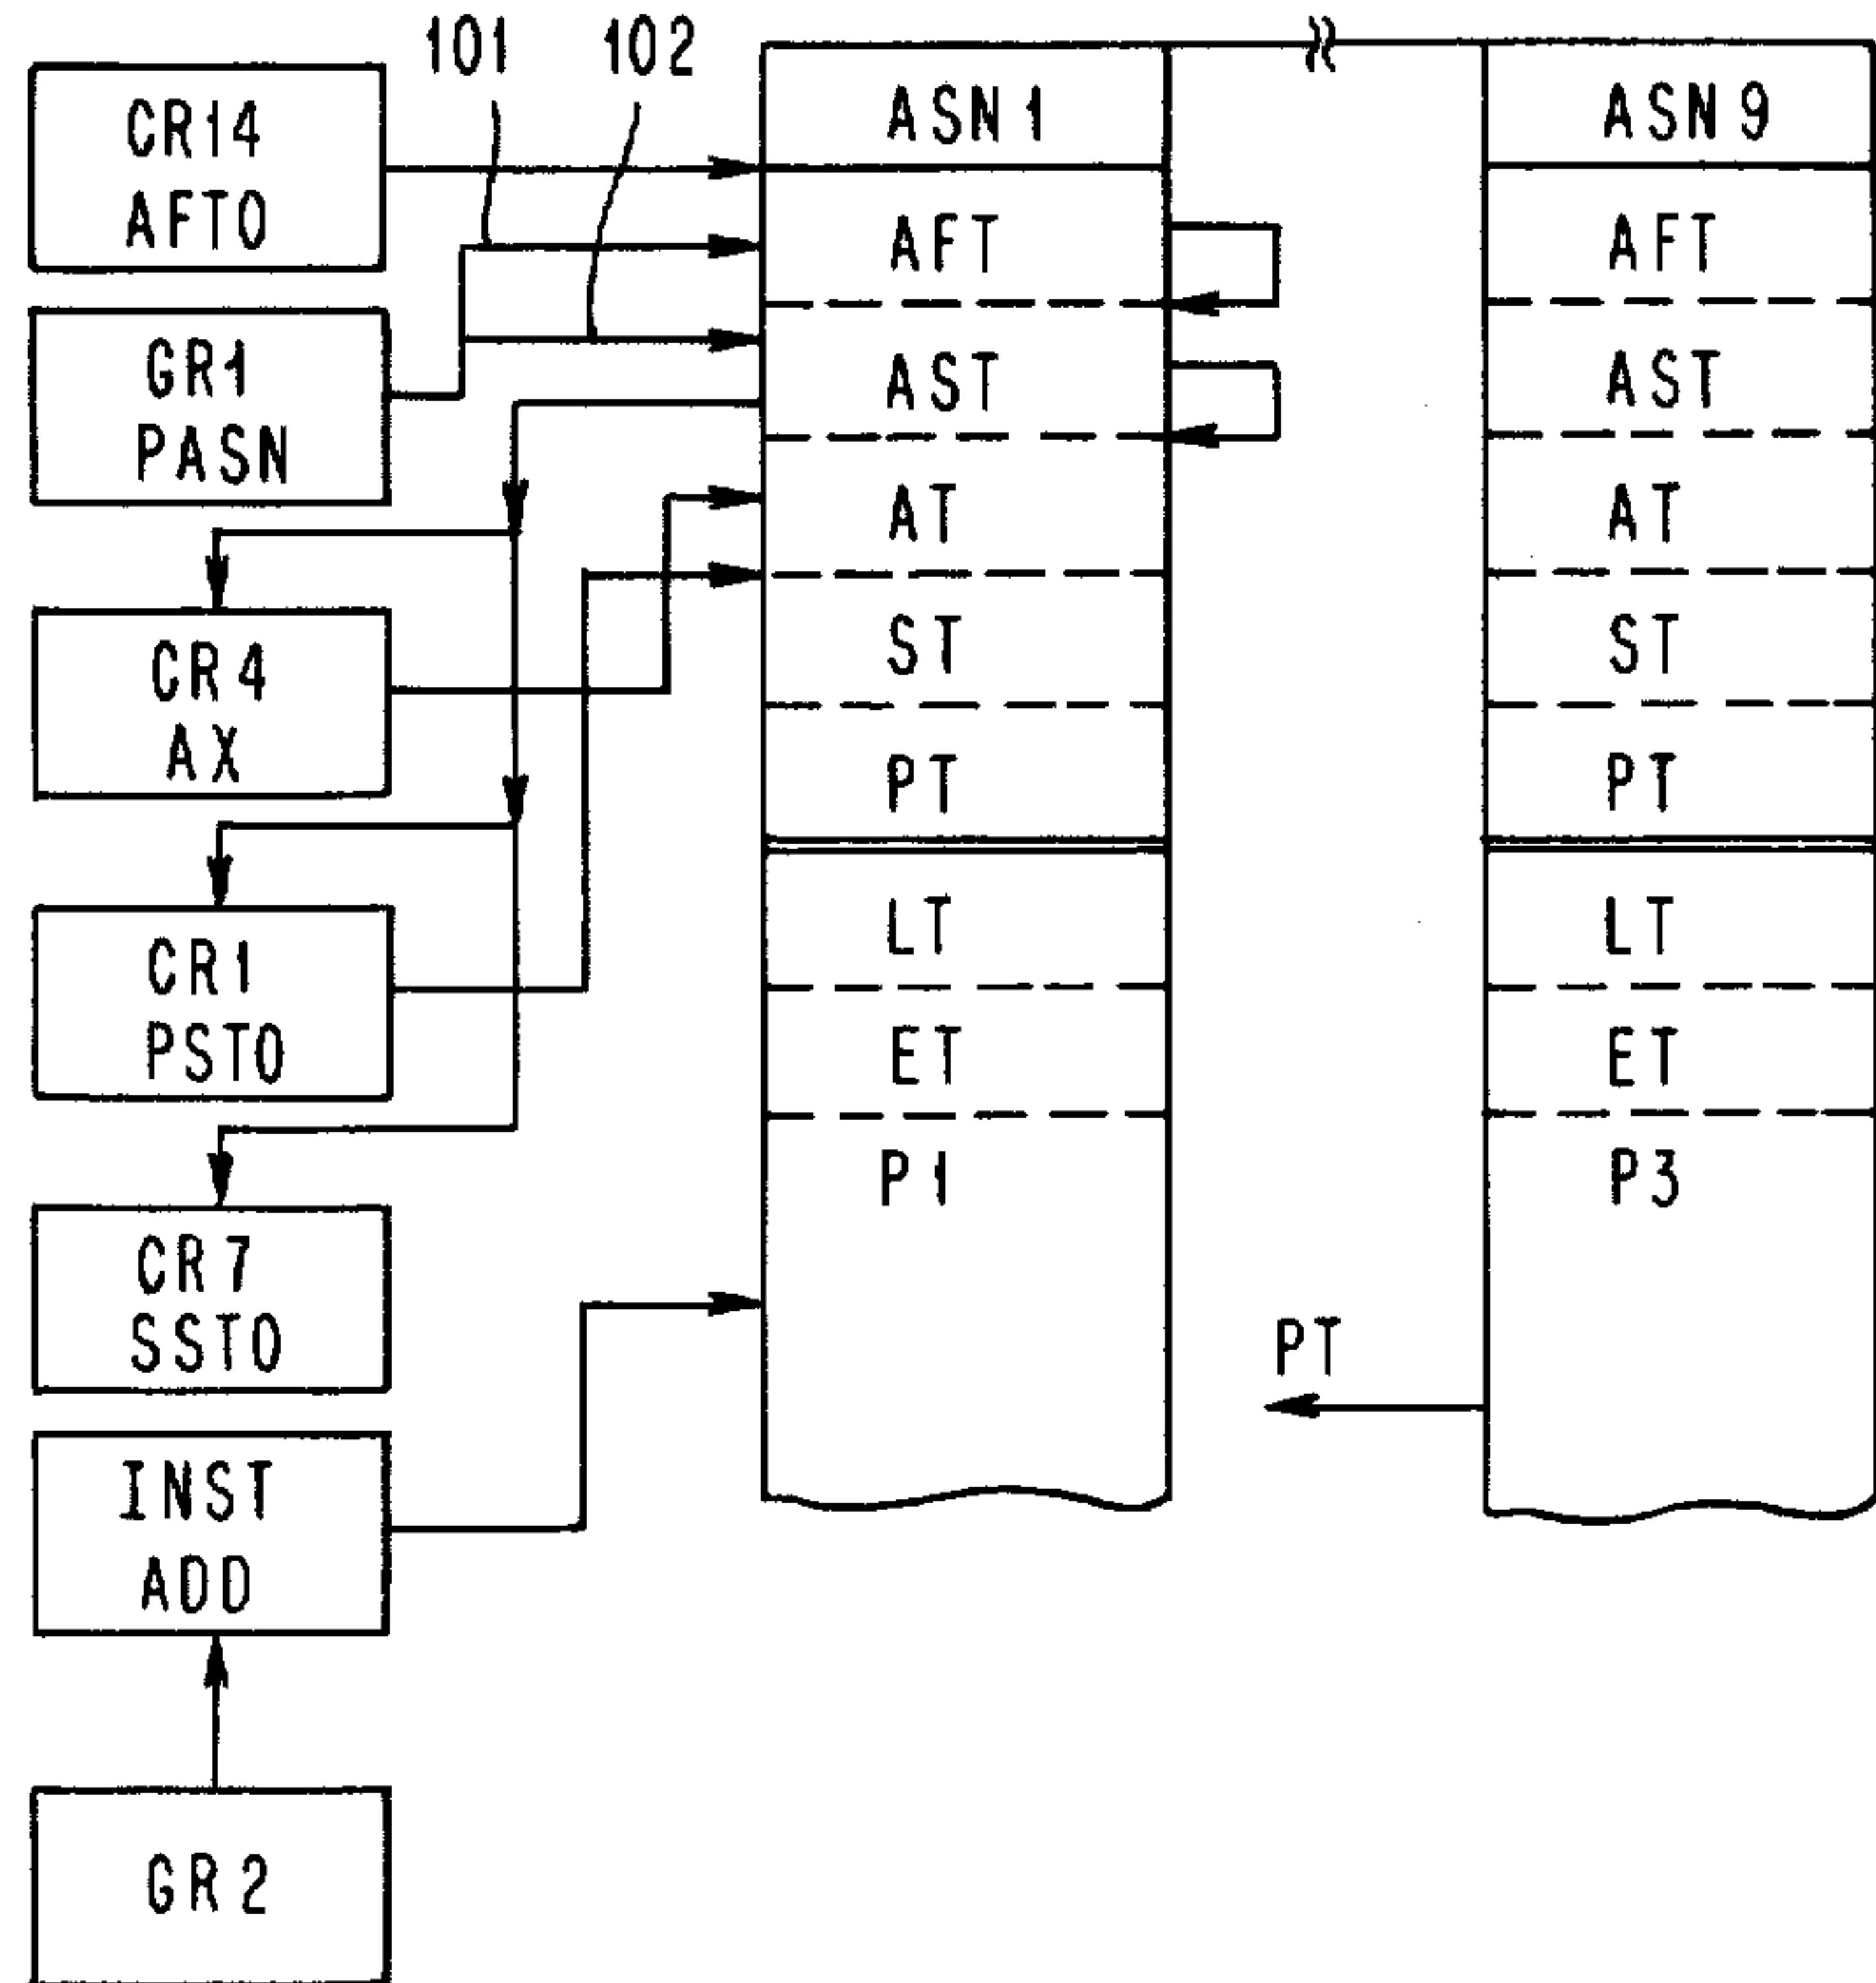 101
102
CR14
AFTO
GR1
PASN
CR4
AX
CR1
PSTO
CR7
SSTO
INST
ADD
GR2
ASN1
AFT
AST
AT
ST
PT
LT
ET
P1
PT
ASN9
AFT
AST
AT
ST
PT
LT
ET
P3